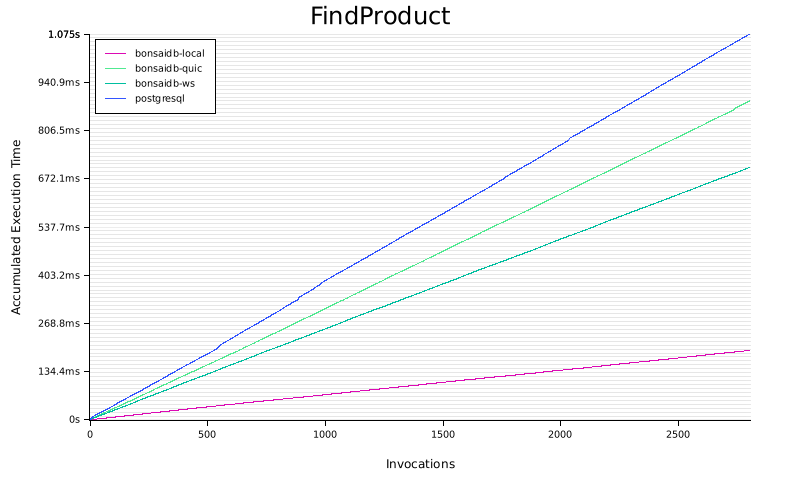 FindProduct
1.075s
940.9ms
806.5ms
672.1ms
537.7ms
403.2ms
268.8ms
134.4ms
0s
Accumulated Execution Time
bonsaidb-local
bonsaidb-quic
bonsaidb-ws
postgresql
0 500 1000 1500 2000 2500
Invocations